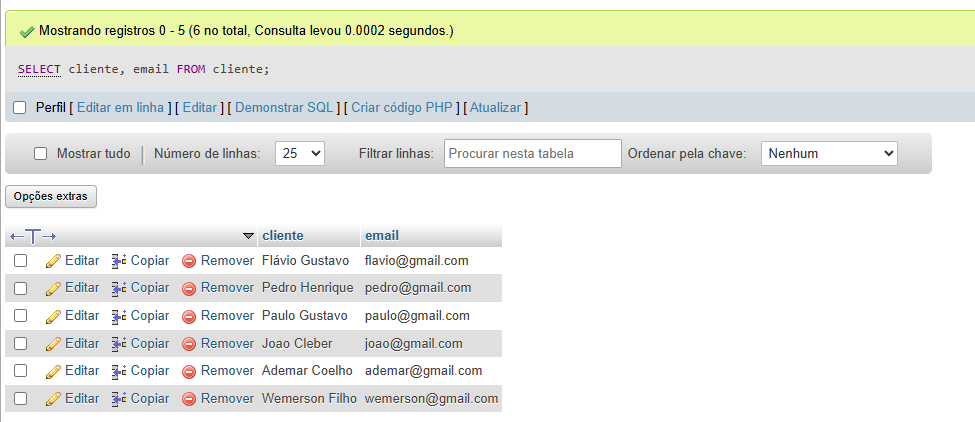 Mostrando registros 0 - 5 (6 no total, Consulta levou 0.0002 segundos.)
SELECT cliente, email FROM cliente;
Perfil [ Editar em linha ] [ Editar ] [ Demonstrar SQL ] [ Criar código PHP ] [ Atualizar ]
Mostrar tudo | Número de linhas: 25 Filtrar linhas: Procurar nesta tabela Ordenar pela chave: Nenhum
Opções extras
←T→ cliente email
Editar Copiar Remover Flávio Gustavo flavio@gmail.com
Editar Copiar Remover Pedro Henrique pedro@gmail.com
Editar Copiar Remover Paulo Gustavo paulo@gmail.com
Editar Copiar Remover Joao Cleber joao@gmail.com
Editar Copiar Remover Ademar Coelho ademar@gmail.com
Editar Copiar Remover Wemerson Filho wemerson@gmail.com